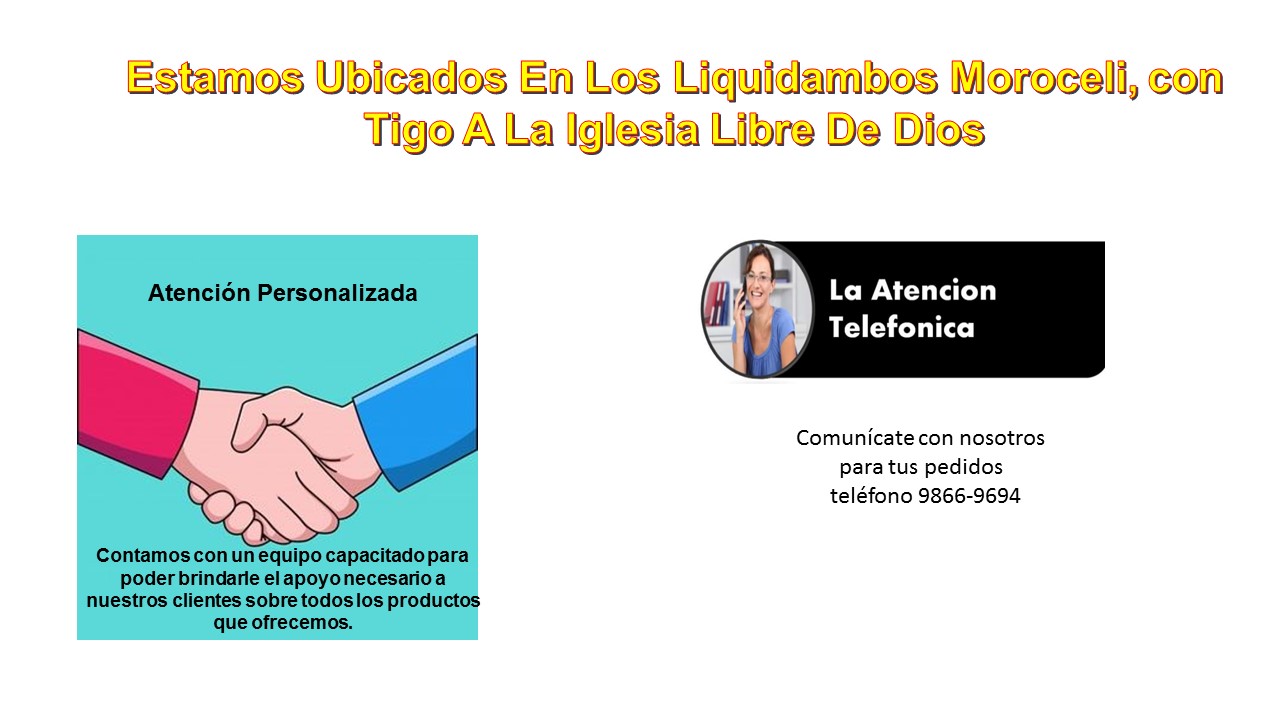 Estamos Ubicados En Los Liquidambos Moroceli, con
Tigo A La Iglesia Libre De Dios
Atención Personalizada
Contamos con un equipo capacitado para
poder brindarle el apoyo necesario a
nuestros clientes sobre todos los productos
que ofrecemos.
La Atencion
Telefonica
Comunícate con nosotros
para tus pedidos
teléfono 9866-9694